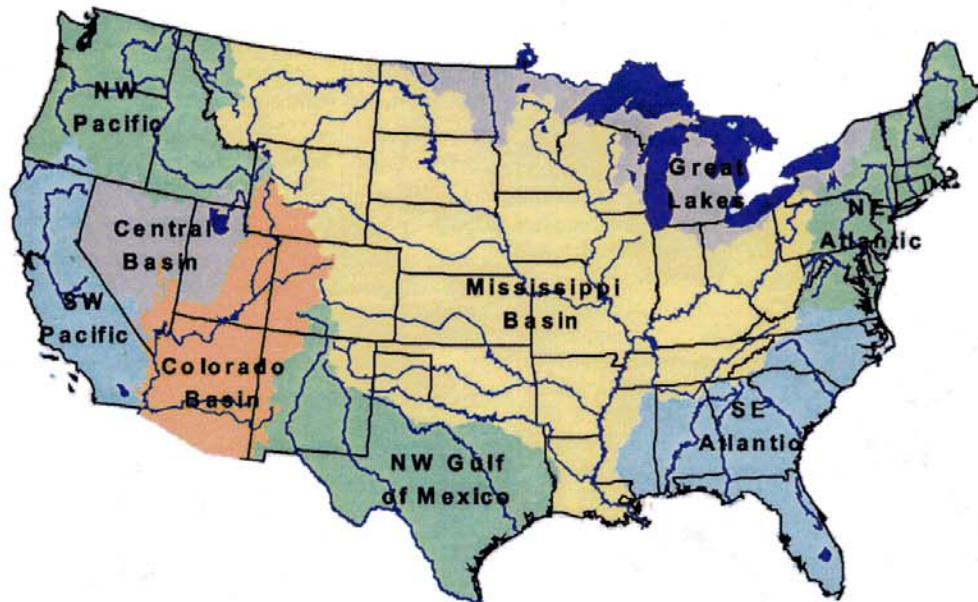 NW
Pacific
Great
Lakes
Central
Basin
NE
Atlantic
SW
Pacific
Mississippi
Basin
Colorado
Basin
SE
Atlantic
NW Gulf
of Mexico